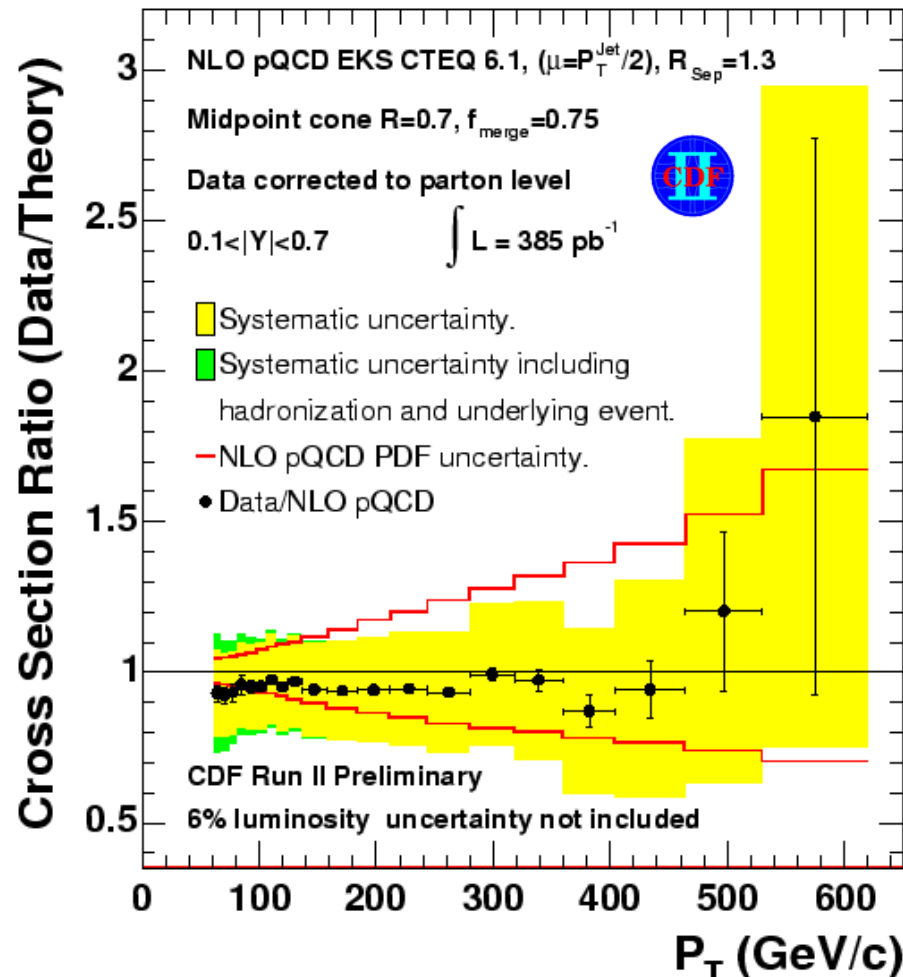 NLO pQCD EKS CTEQ 6.1, (μ=P_T^Jet/2), R_Sep=1.3
Midpoint cone R=0.7, f_merge=0.75
Data corrected to parton level
0.1<|Y|<0.7 ∫ L = 385 pb^-1
II
CDF
Systematic uncertainty.
Systematic uncertainty including
hadronization and underlying event.
NLO pQCD PDF uncertainty.
Data/NLO pQCD
CDF Run II Preliminary
6% luminosity uncertainty not included
Cross Section Ratio (Data/Theory)
3
2.5
2
1.5
1
0.5
0 100 200 300 400 500 600
P_T (GeV/c)